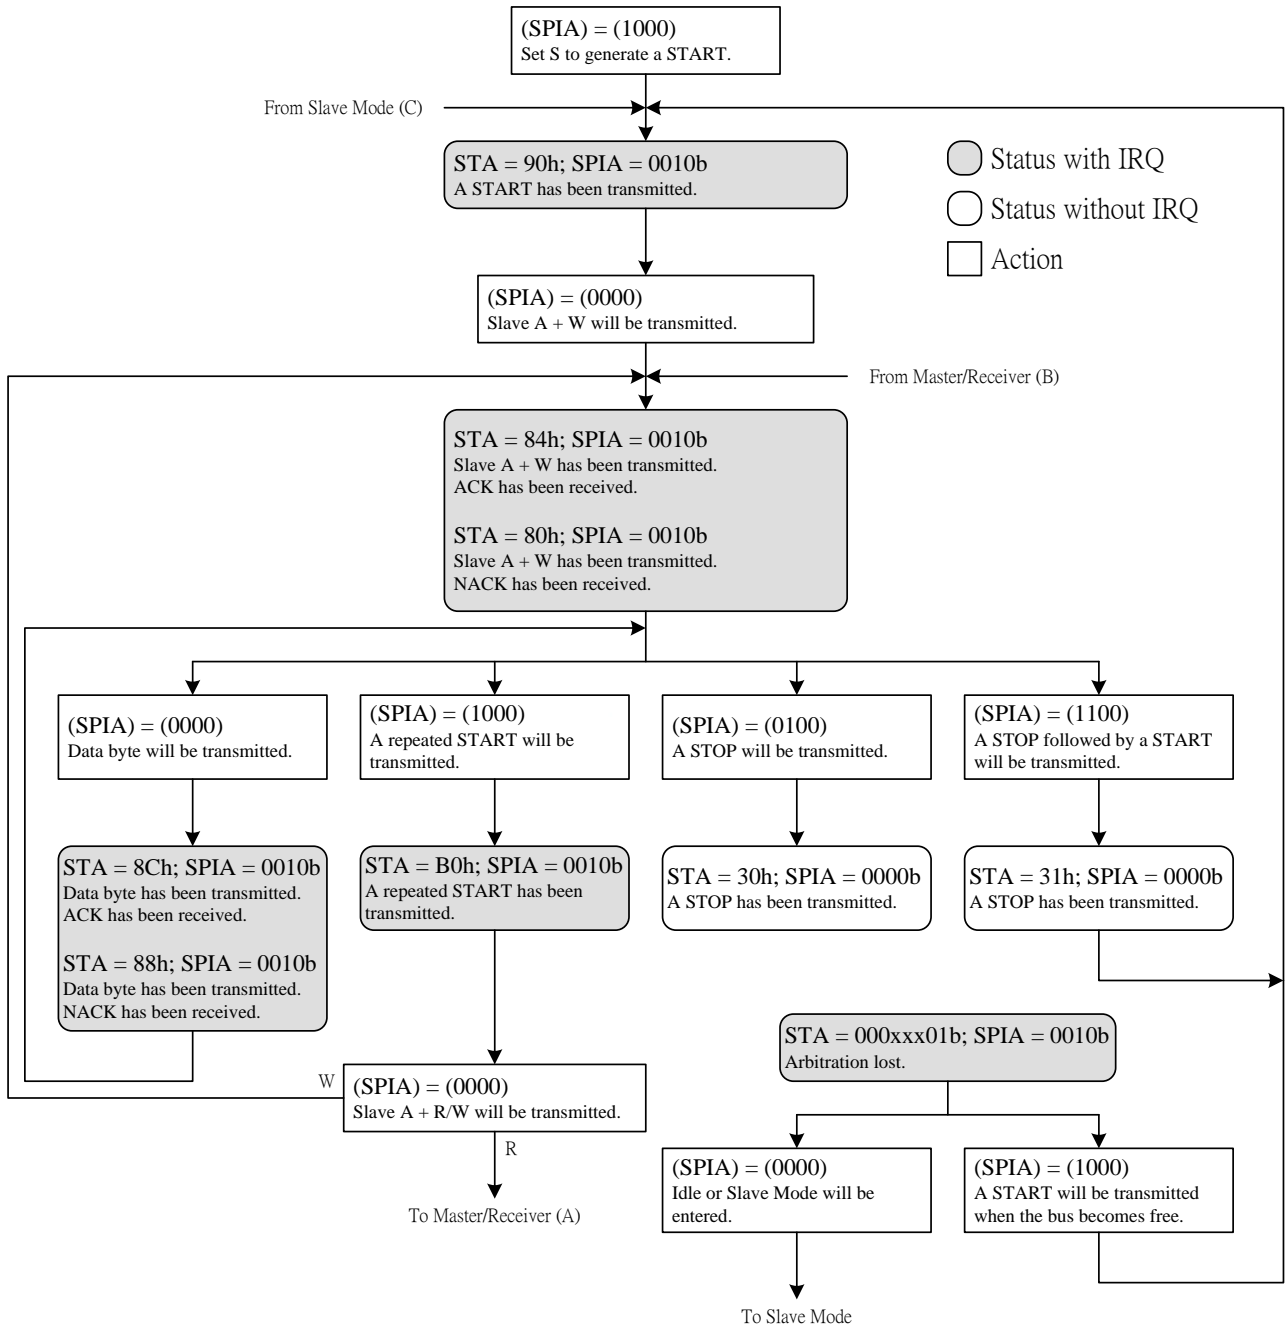 (SPIA) = (1000)
Set S to generate a START.
From Slave Mode (C)
STA = 90h; SPIA = 0010b
A START has been transmitted.
Status with IRQ
Status without IRQ
Action
(SPIA) = (0000)
Slave A + W will be transmitted.
From Master/Receiver (B)
STA = 84h; SPIA = 0010b
Slave A + W has been transmitted.
ACK has been received.
STA = 80h; SPIA = 0010b
Slave A + W has been transmitted.
NACK has been received.
(SPIA) = (0000)
Data byte will be transmitted.
(SPIA) = (1000)
A repeated START will be
transmitted.
(SPIA) = (0100)
A STOP will be transmitted.
(SPIA) = (1100)
A STOP followed by a START
will be transmitted.
STA = 8Ch; SPIA = 0010b
Data byte has been transmitted.
ACK has been received.
STA = 88h; SPIA = 0010b
Data byte has been transmitted.
NACK has been received.
STA = B0h; SPIA = 0010b
A repeated START has been
transmitted.
STA = 30h; SPIA = 0000b
A STOP has been transmitted.
STA = 31h; SPIA = 0000b
A STOP has been transmitted.
STA = 000xxx01b; SPIA = 0010b
Arbitration lost.
W
(SPIA) = (0000)
Slave A + R/W will be transmitted.
R
To Master/Receiver (A)
(SPIA) = (0000)
Idle or Slave Mode will be
entered.
(SPIA) = (1000)
A START will be transmitted
when the bus becomes free.
To Slave Mode